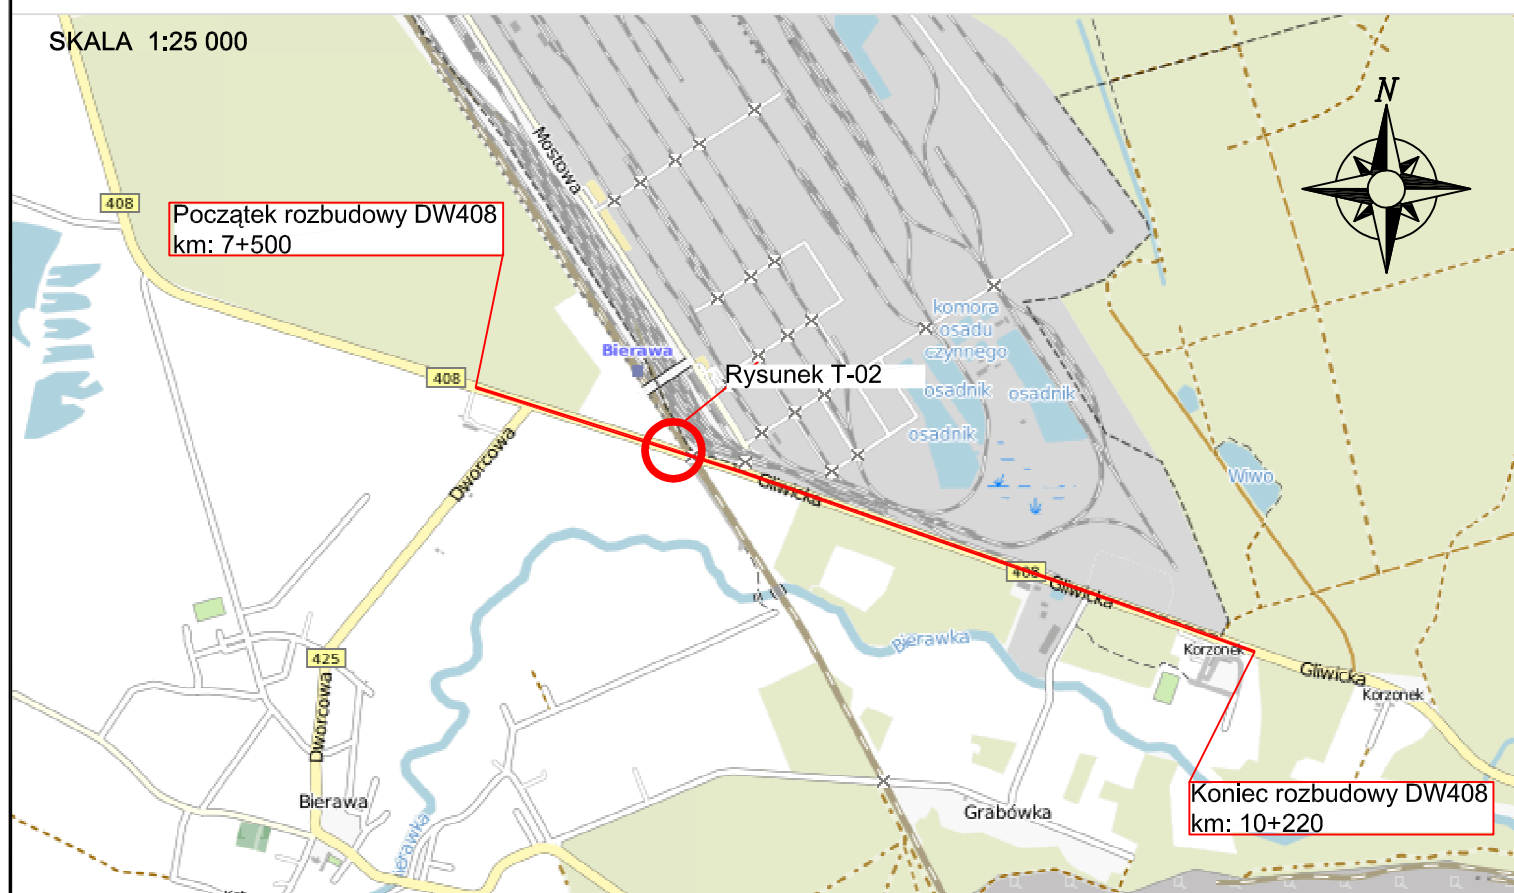 SKALA 1:25 000
N
Mostowa
408
Początek rozbudowy DW408
km: 7+500
komora
osadu
czynnego
Bierawa
408
Rysunek T-02
osadnik
osadnik
osadnik
Dworcowa
Gliwicka
Wiwo
408
Gliwicka
Bierawka
425
Korzonek
Gliwicka
Korzonek
Dworcowa
Bierawa
Koniec rozbudowy DW408
km: 10+220
Grabówka